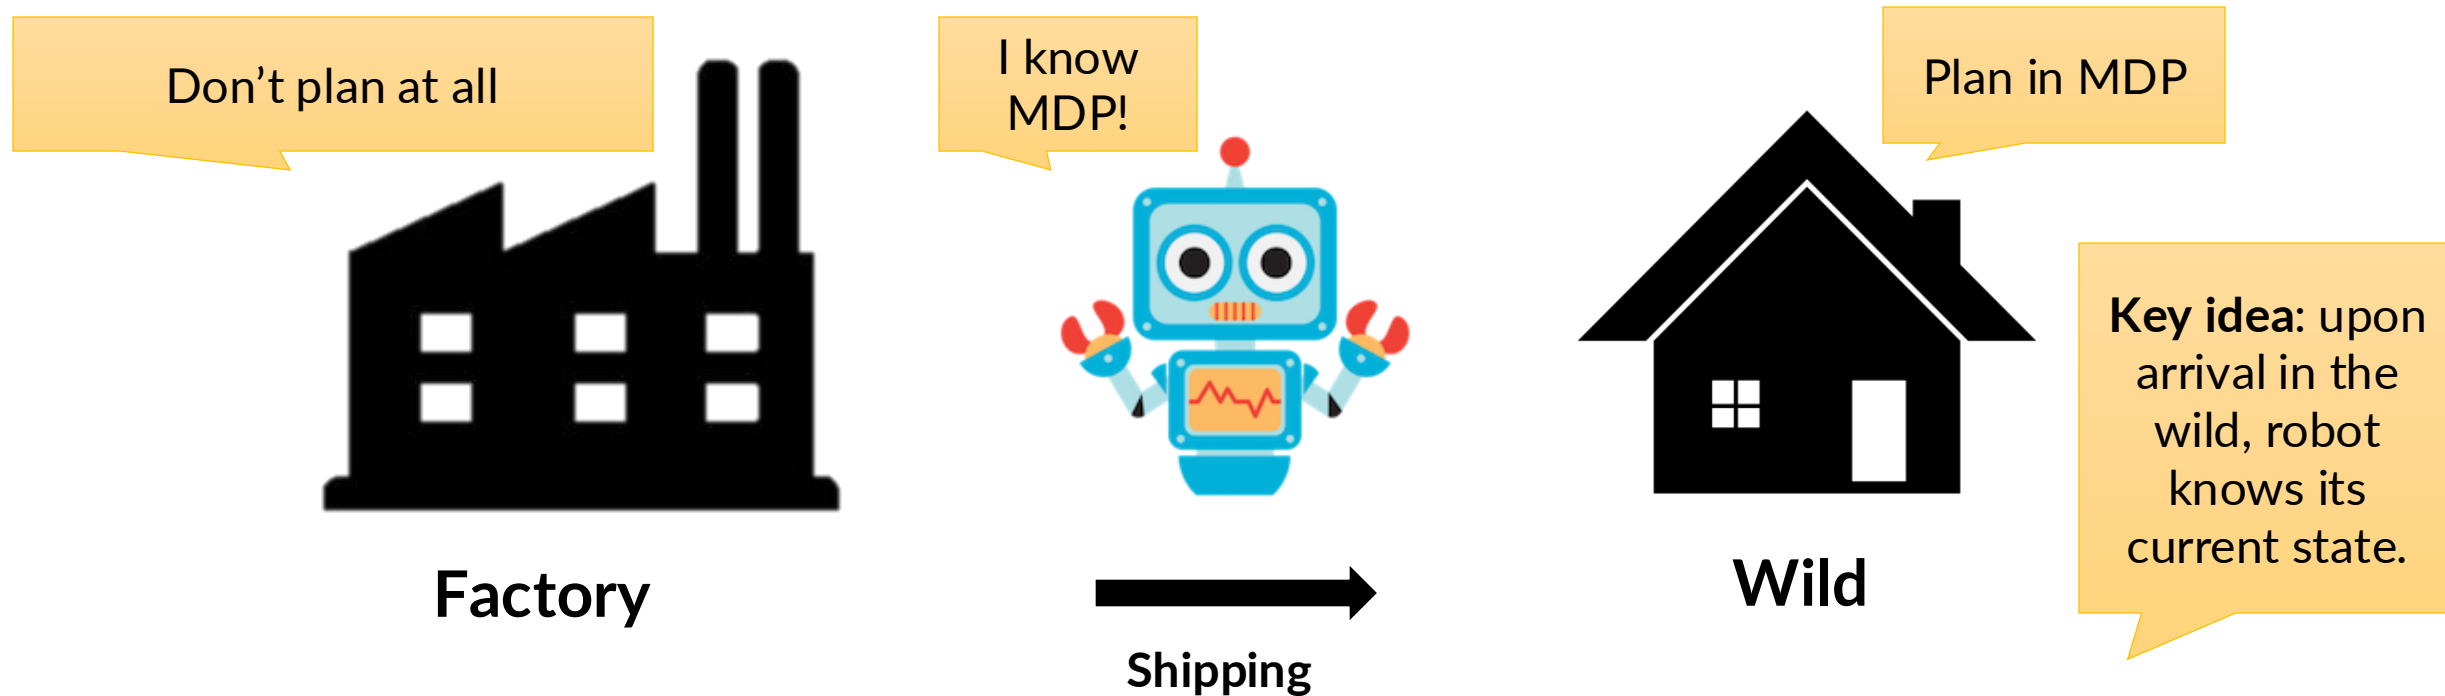 Don’t plan at all
I know
MDP!
Plan in MDP
Key idea: upon
arrival in the
wild, robot
knows its
current state.
Factory
Shipping
Wild